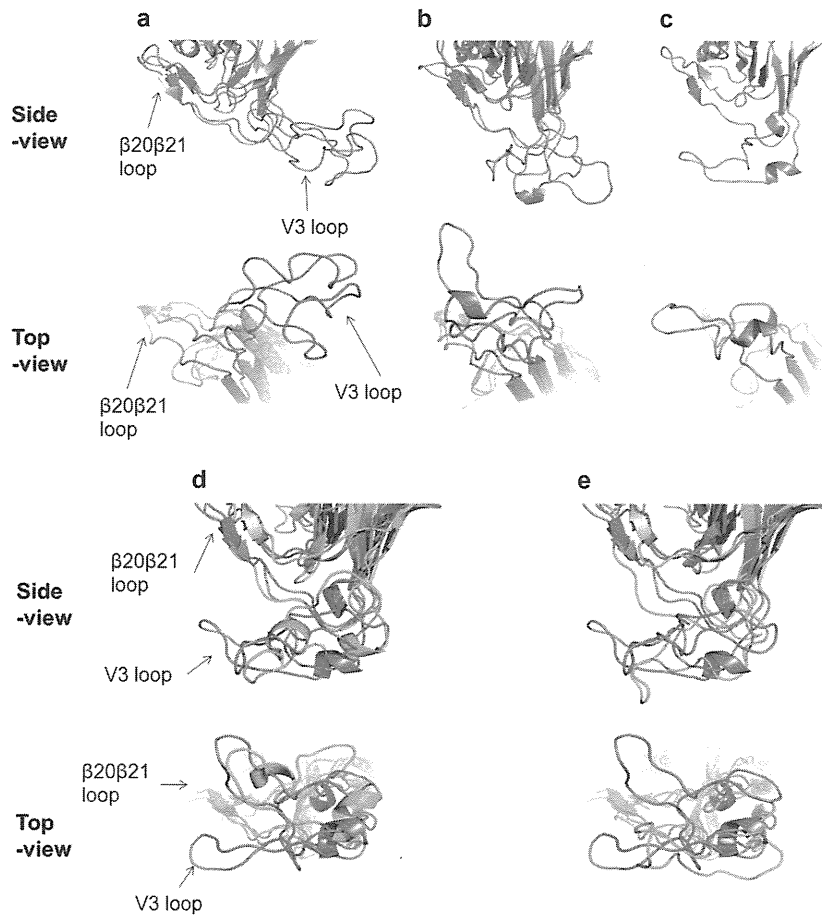 a
b
c
Side
-view
β20β21
loop
V3 loop
Top
-view
V3 loop
β20β21
loop
d
e
β20β21
loop
Side
-view
V3 loop
β20β21
loop
Top
-view
V3 loop